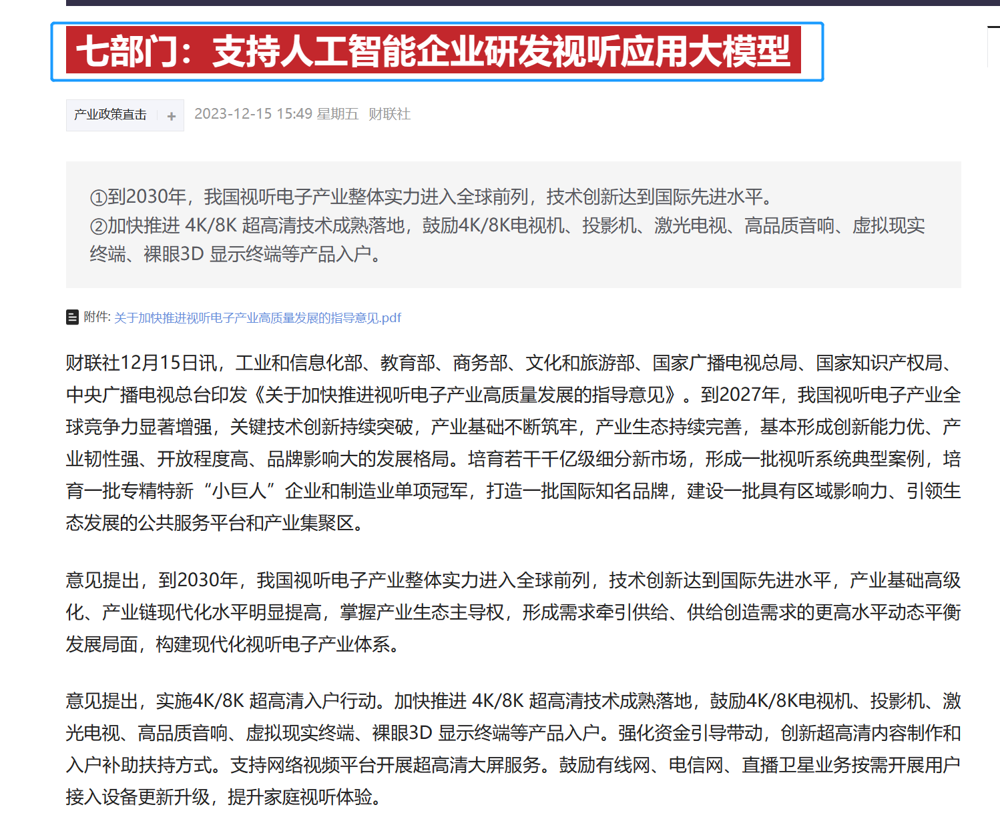 七部门：支持人工智能企业研发视听应用大模型
产业政策直击 + 2023-12-15 15:49 星期五 财联社
①到2030年，我国视听电子产业整体实力进入全球前列，技术创新达到国际先进水平。
②加快推进 4K/8K 超高清技术成熟落地，鼓励4K/8K电视机、投影机、激光电视、高品质音响、虚拟现实
终端、裸眼3D 显示终端等产品入户。
附件: 关于加快推进视听电子产业高质量发展的指导意见.pdf
财联社12月15日讯，工业和信息化部、教育部、商务部、文化和旅游部、国家广播电视总局、国家知识产权局、
中央广播电视总台印发《关于加快推进视听电子产业高质量发展的指导意见》。到2027年，我国视听电子产业全
球竞争力显著增强，关键技术创新持续突破，产业基础不断筑牢，产业生态持续完善，基本形成创新能力优、产
业韧性强、开放程度高、品牌影响大的发展格局。培育若干千亿级细分新市场，形成一批视听系统典型案例，培
育一批专精特新“小巨人”企业和制造业单项冠军，打造一批国际知名品牌，建设一批具有区域影响力、引领生
态发展的公共服务平台和产业集聚区。
意见提出，到2030年，我国视听电子产业整体实力进入全球前列，技术创新达到国际先进水平，产业基础高级
化、产业链现代化水平明显提高，掌握产业生态主导权，形成需求牵引供给、供给创造需求的更高水平动态平衡
发展局面，构建现代化视听电子产业体系。
意见提出，实施4K/8K 超高清入户行动。加快推进 4K/8K 超高清技术成熟落地，鼓励4K/8K电视机、投影机、激
光电视、高品质音响、虚拟现实终端、裸眼3D 显示终端等产品入户。强化资金引导带动，创新超高清内容制作和
入户补助扶持方式。支持网络视频平台开展超高清大屏服务。鼓励有线网、电信网、直播卫星业务按需开展用户
接入设备更新升级，提升家庭视听体验。